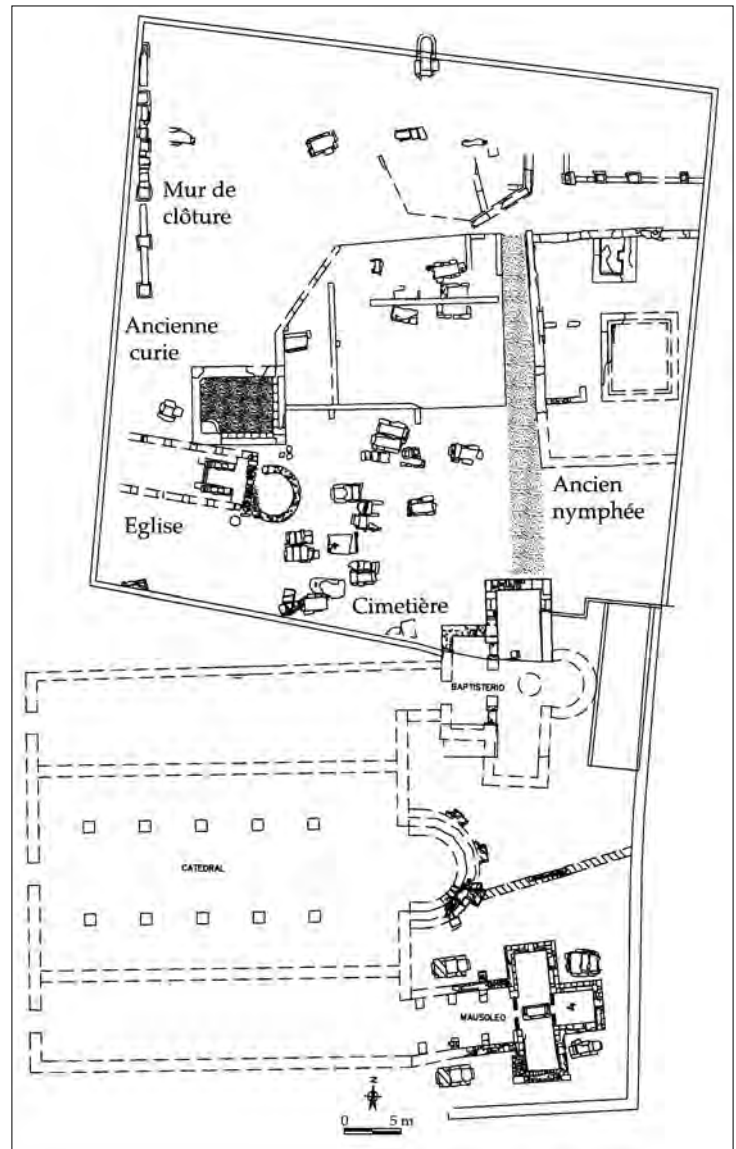 Mur de
clôture
Ancienne
curie
Ancien
nymphée
Eglise
Cimetière
BAPTISTERIO
CATEDRAL
MAUSOLEO
N
0 5 m